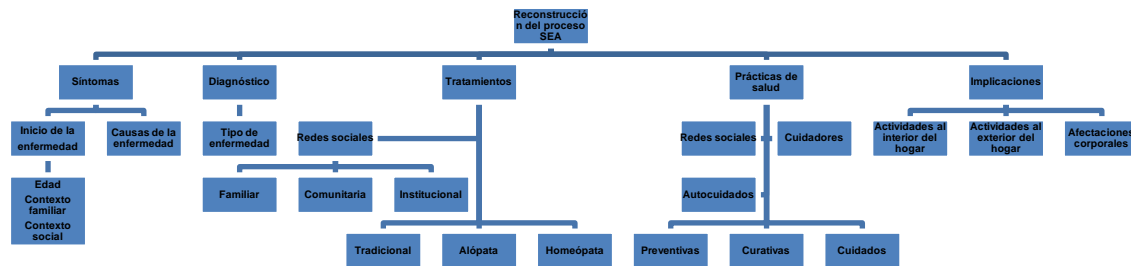 Reconstrucció
n del proceso
SEA
Síntomas
Diagnóstico
Tratamientos
Prácticas de
salud
Implicaciones
Inicio de la
enfermedad
Causas de la
enfermedad
Tipo de
enfermedad
Redes sociales
Redes sociales
Cuidadores
Actividades al
interior del
hogar
Actividades al
exterior del
hogar
Afectaciones
corporales
Edad
Contexto
familiar
Contexto
social
Familiar
Comunitaria
Institucional
Autocuidados
Tradicional
Alópata
Homeópata
Preventivas
Curativas
Cuidados